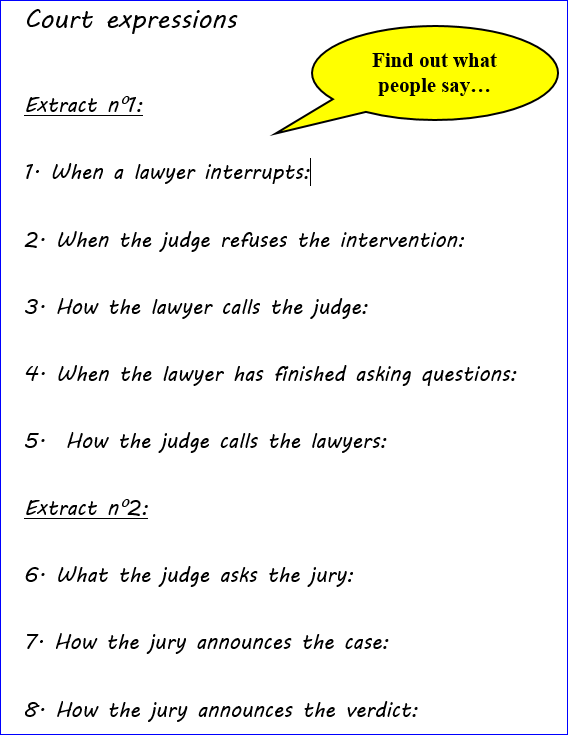 Court expressions
Find out what
people say…
Extract n°1:
1. When a lawyer interrupts:
2. When the judge refuses the intervention:
3. How the lawyer calls the judge:
4. When the lawyer has finished asking questions:
5. How the judge calls the lawyers:
Extract n°2:
6. What the judge asks the jury:
7. How the jury announces the case:
8. How the jury announces the verdict: